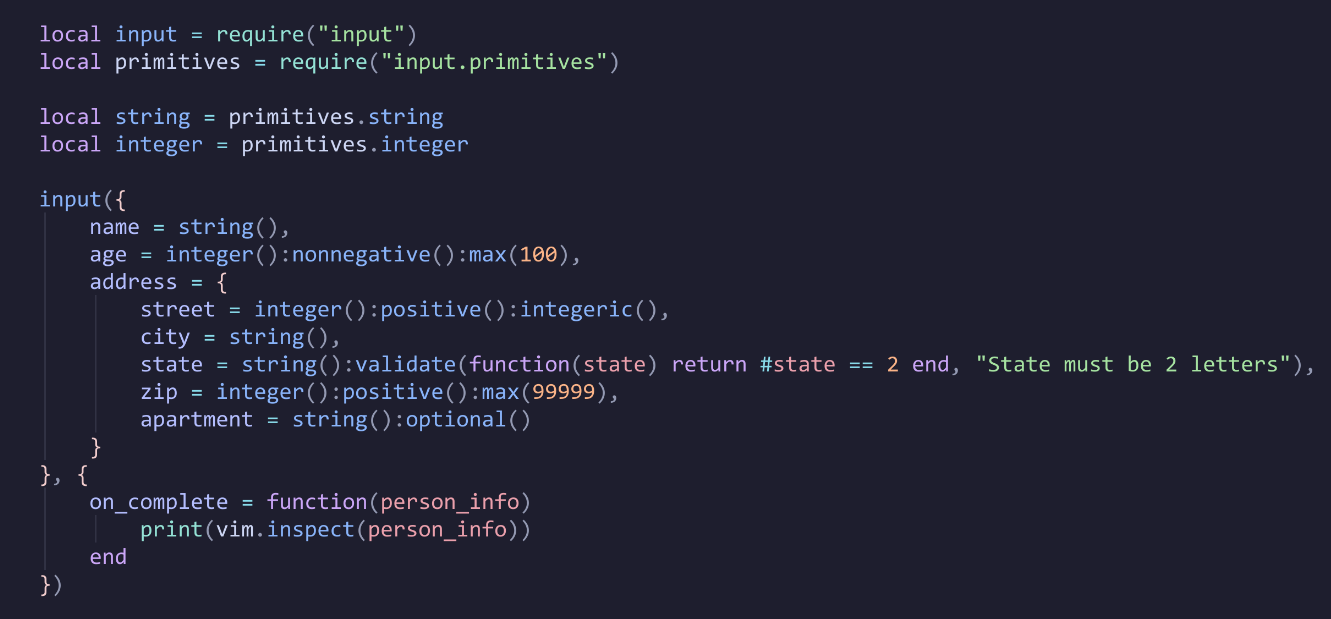 local input = require("input")
local primitives = require("input.primitives")

local string = primitives.string
local integer = primitives.integer

input({
    name = string(),
    age = integer():nonnegative():max(100),
    address = {
        street = integer():positive():integeric(),
        city = string(),
        state = string():validate(function(state) return #state == 2 end, "State must be 2 letters"),
        zip = integer():positive():max(99999),
        apartment = string():optional()
    }
}, {
    on_complete = function(person_info)
        print(vim.inspect(person_info))
    end
})